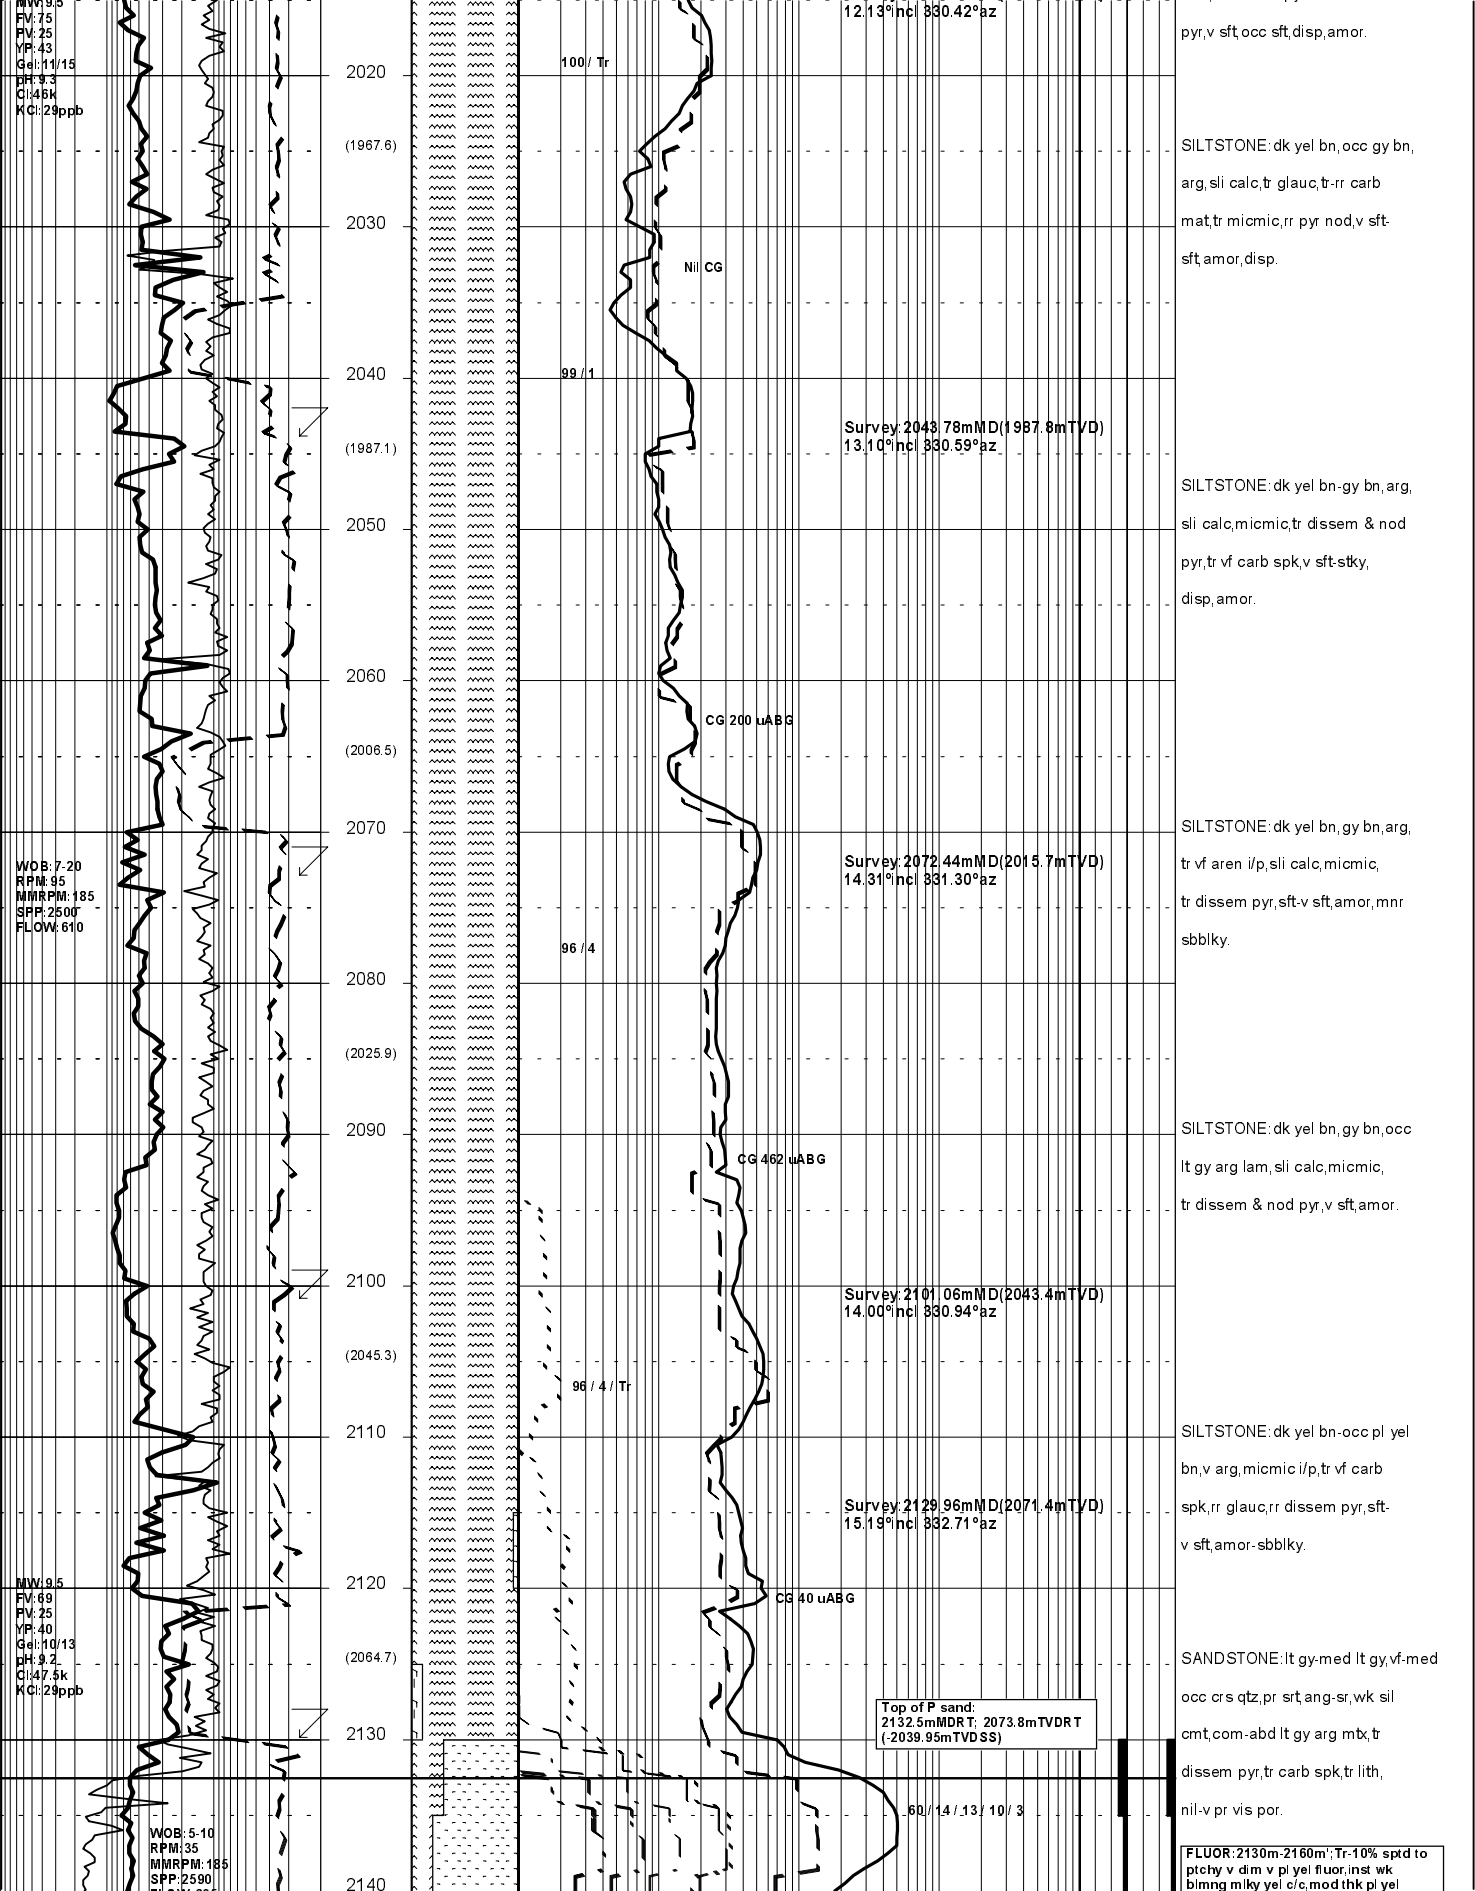 MW:9.5
FV:75
PV:25
YP:43
Gel:11/15
pH:9.3
Cl:46k
KCl:29ppb
2020
(1967.6)
2030
2040
(1987.1)
2050
2060
(2006.5)
2070
WOB:7-20
RPM:95
MMRPM:185
SPP:2500
FLOW:610
2080
(2025.9)
2090
2100
(2045.3)
2110
2120
MW:9.5
FV:69
PV:25
YP:40
Gel:10/13
pH:9.2
Cl:47.5k
KCl:29ppb
(2064.7)
2130
WOB:5-10
RPM:35
MMRPM:185
SPP:2590
2140
100 / Tr
Nil CG
99 / 1
CG 200 uABG
96 / 4
CG 462 uABG
96 / 4 / Tr
CG 40 uABG
60 / 14 / 13 / 10 / 3
12.13°incl 330.42°az
Survey:2043.78mMD(1987.8mTVD)
13.10°incl 330.59°az
Survey:2072.44mMD(2015.7mTVD)
14.31°incl 331.30°az
Survey:2101.06mMD(2043.4mTVD)
14.00°incl 330.94°az
Survey:2129.96mMD(2071.4mTVD)
15.19°incl 332.71°az
Top of P sand:
2132.5mMDRT; 2073.8mTVDRT
(-2039.95mTVDSS)
pyr,v sft,occ sft,disp,amor.
SILTSTONE:dk yel bn,occ gy bn,
arg,sli calc,tr glauc,tr-rr carb
mat,tr micmic,rr pyr nod,v sft-
sft,amor,disp.
SILTSTONE:dk yel bn-gy bn,arg,
sli calc,micmic,tr dissem & nod
pyr,tr vf carb spk,v sft-stky,
disp,amor.
SILTSTONE:dk yel bn,gy bn,arg,
tr vf aren i/p,sli calc,micmic,
tr dissem pyr,sft-v sft,amor,mnr
sbblky.
SILTSTONE:dk yel bn,gy bn,occ
lt gy arg lam,sli calc,micmic,
tr dissem & nod pyr,v sft,amor.
SILTSTONE:dk yel bn-occ pl yel
bn,v arg,micmic i/p,tr vf carb
spk,rr glauc,rr dissem pyr,sft-
v sft,amor-sbblky.
SANDSTONE:lt gy-med lt gy,vf-med
occ crs qtz,pr srt,ang-sr,wk sil
cmt,com-abd lt gy arg mtx,tr
dissem pyr,tr carb spk,tr lith,
nil-v pr vis por.
FLUOR:2130m-2160m';Tr-10% sptd to
ptchy v dim v pl yel fluor,inst wk
blmng mlky yel c/c,mod thk pl yel